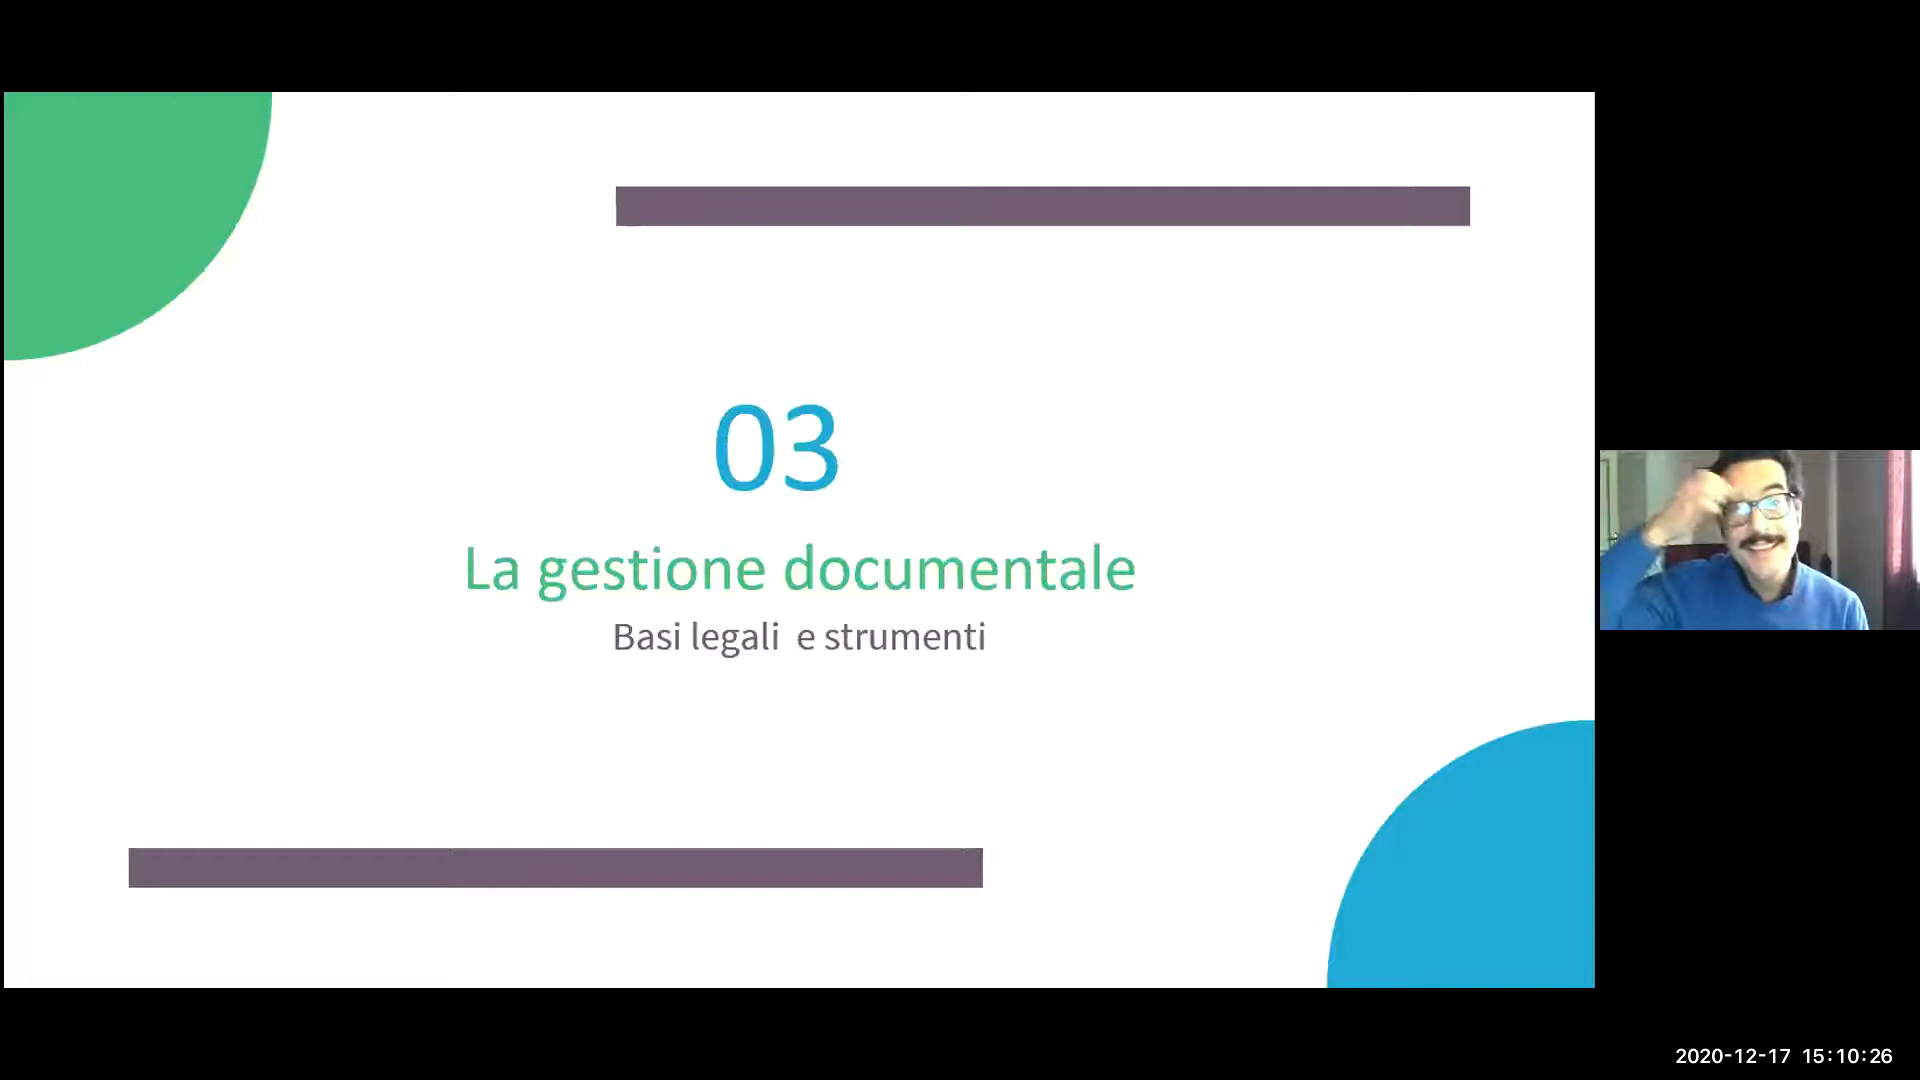 03
La gestione documentale
Basi legali e strumenti
2020-12-17 15:10:26